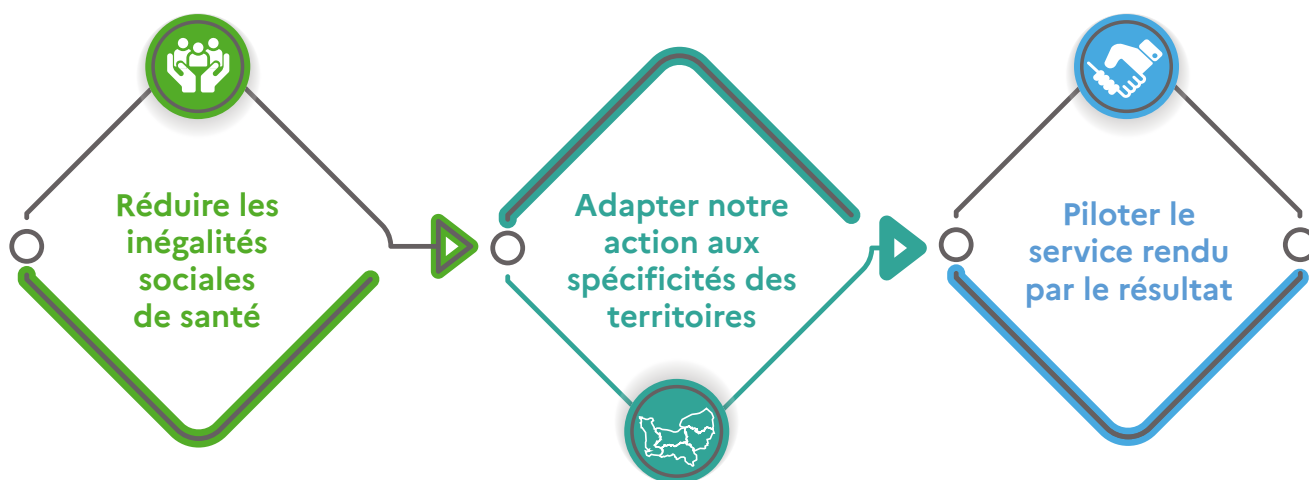 Réduire les
inégalités
sociales
de santé
Adapter notre
action aux
spécificités des
territoires
Piloter le
service rendu
par le résultat